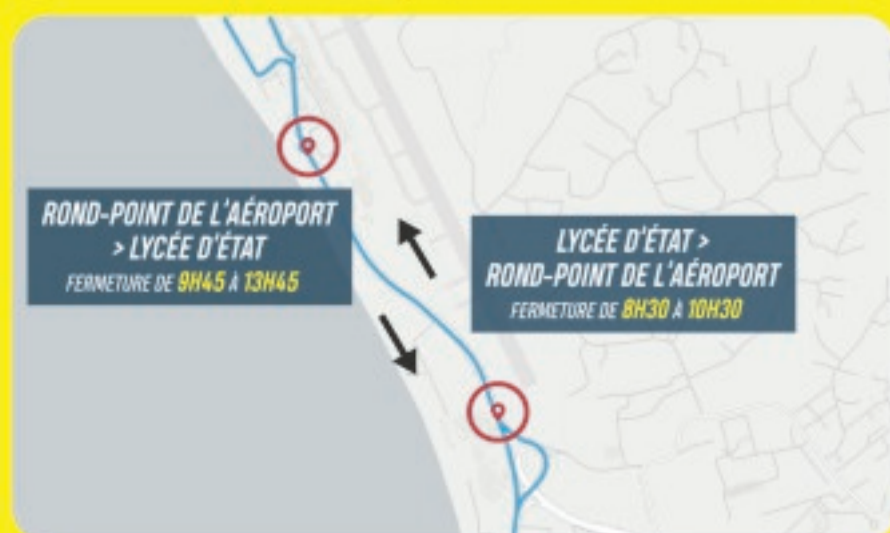 ROND-POINT DE L'AÉROPORT
> LYCÉE D'ÉTAT
FERMETURE DE 9H45 À 13H45
LYCÉE D'ÉTAT >
ROND-POINT DE L'AÉROPORT
FERMETURE DE 8H30 À 10H30